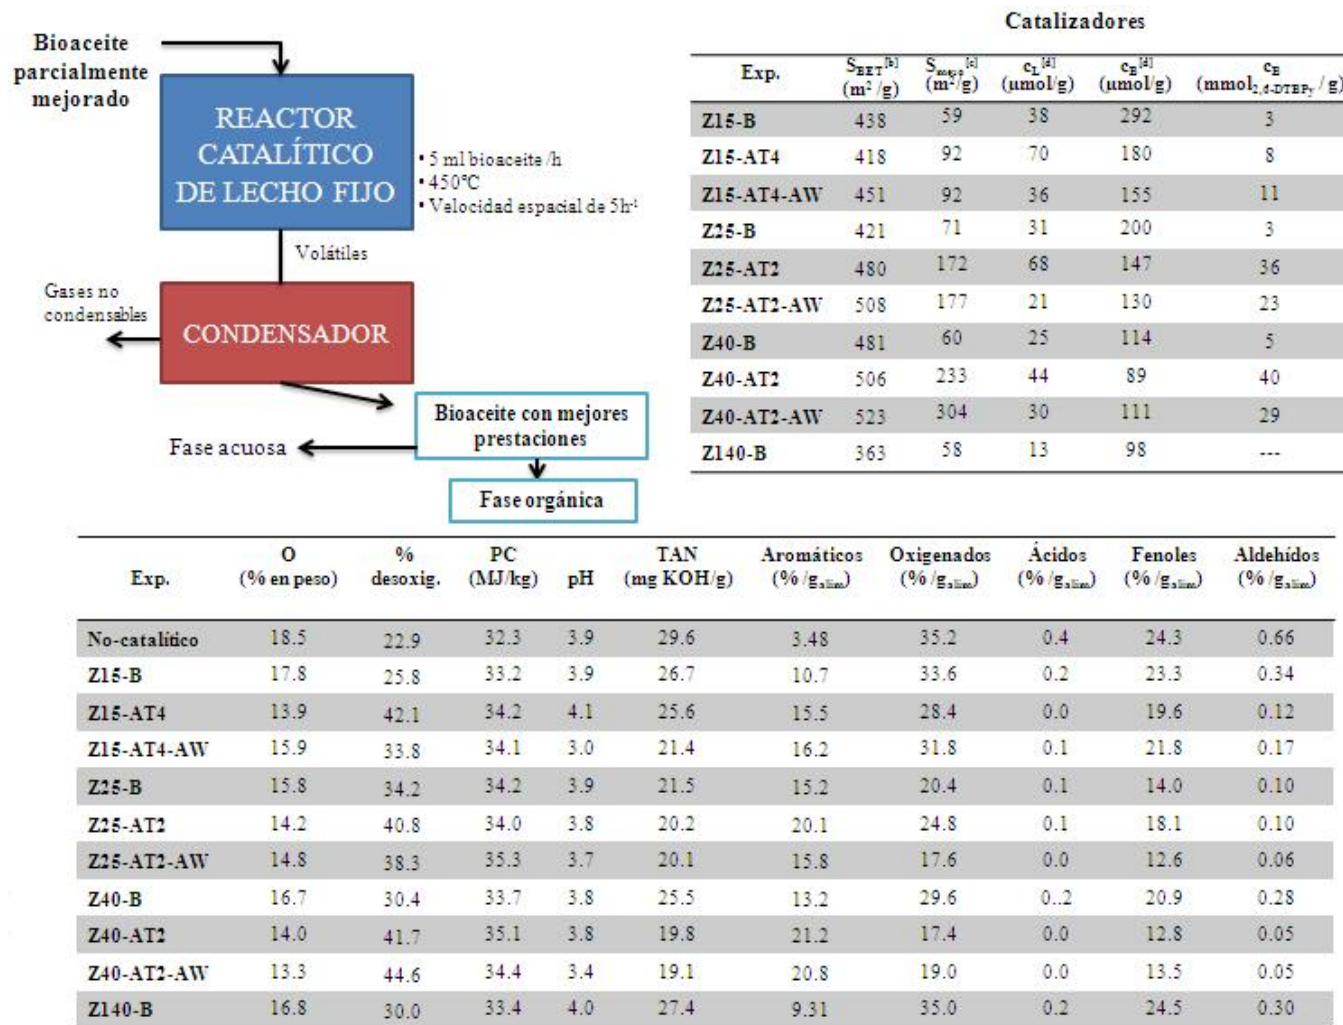 Bioaceite
parcialmente
mejorado
REACTOR
CATALÍTICO
DE LECHO FIJO
• 5 ml bioaceite /h
• 450°C
• Velocidad espacial de 5h⁻¹
Volátiles
Gases no
condensables
CONDENSADOR
Bioaceite con mejores
prestaciones
Fase acuosa
Fase orgánica
Catalizadores
Exp. S_BET[b] (m²/g) S_meso[c] (m²/g) c_L[d] (μmol/g) c_B[d] (μmol/g) c_B (mmol2,6-DTBPy / g)
Z15-B 438 59 38 292 3
Z15-AT4 418 92 70 180 8
Z15-AT4-AW 451 92 36 155 11
Z25-B 421 71 31 200 3
Z25-AT2 480 172 68 147 36
Z25-AT2-AW 508 177 21 130 23
Z40-B 481 60 25 114 5
Z40-AT2 506 233 44 89 40
Z40-AT2-AW 523 304 30 111 29
Z140-B 363 58 13 98 ---
Exp. O (% en peso) % desoxig. PC (MJ/kg) pH TAN (mg KOH/g) Aromáticos (% /g alim.) Oxigenados (% /g alim.) Ácidos (% /g alim.) Fenoles (% /g alim.) Aldehídos (% /g alim.)
No-catalítico 18.5 22.9 32.3 3.9 29.6 3.48 35.2 0.4 24.3 0.66
Z15-B 17.8 25.8 33.2 3.9 26.7 10.7 33.6 0.2 23.3 0.34
Z15-AT4 13.9 42.1 34.2 4.1 25.6 15.5 28.4 0.0 19.6 0.12
Z15-AT4-AW 15.9 33.8 34.1 3.0 21.4 16.2 31.8 0.1 21.8 0.17
Z25-B 15.8 34.2 34.2 3.9 21.5 15.2 20.4 0.1 14.0 0.10
Z25-AT2 14.2 40.8 34.0 3.8 20.2 20.1 24.8 0.1 18.1 0.10
Z25-AT2-AW 14.8 38.3 35.3 3.7 20.1 15.8 17.6 0.0 12.6 0.06
Z40-B 16.7 30.4 33.7 3.8 25.5 13.2 29.6 0..2 20.9 0.28
Z40-AT2 14.0 41.7 35.1 3.8 19.8 21.2 17.4 0.0 12.8 0.05
Z40-AT2-AW 13.3 44.6 34.4 3.4 19.1 20.8 19.0 0.0 13.5 0.05
Z140-B 16.8 30.0 33.4 4.0 27.4 9.31 35.0 0.2 24.5 0.30